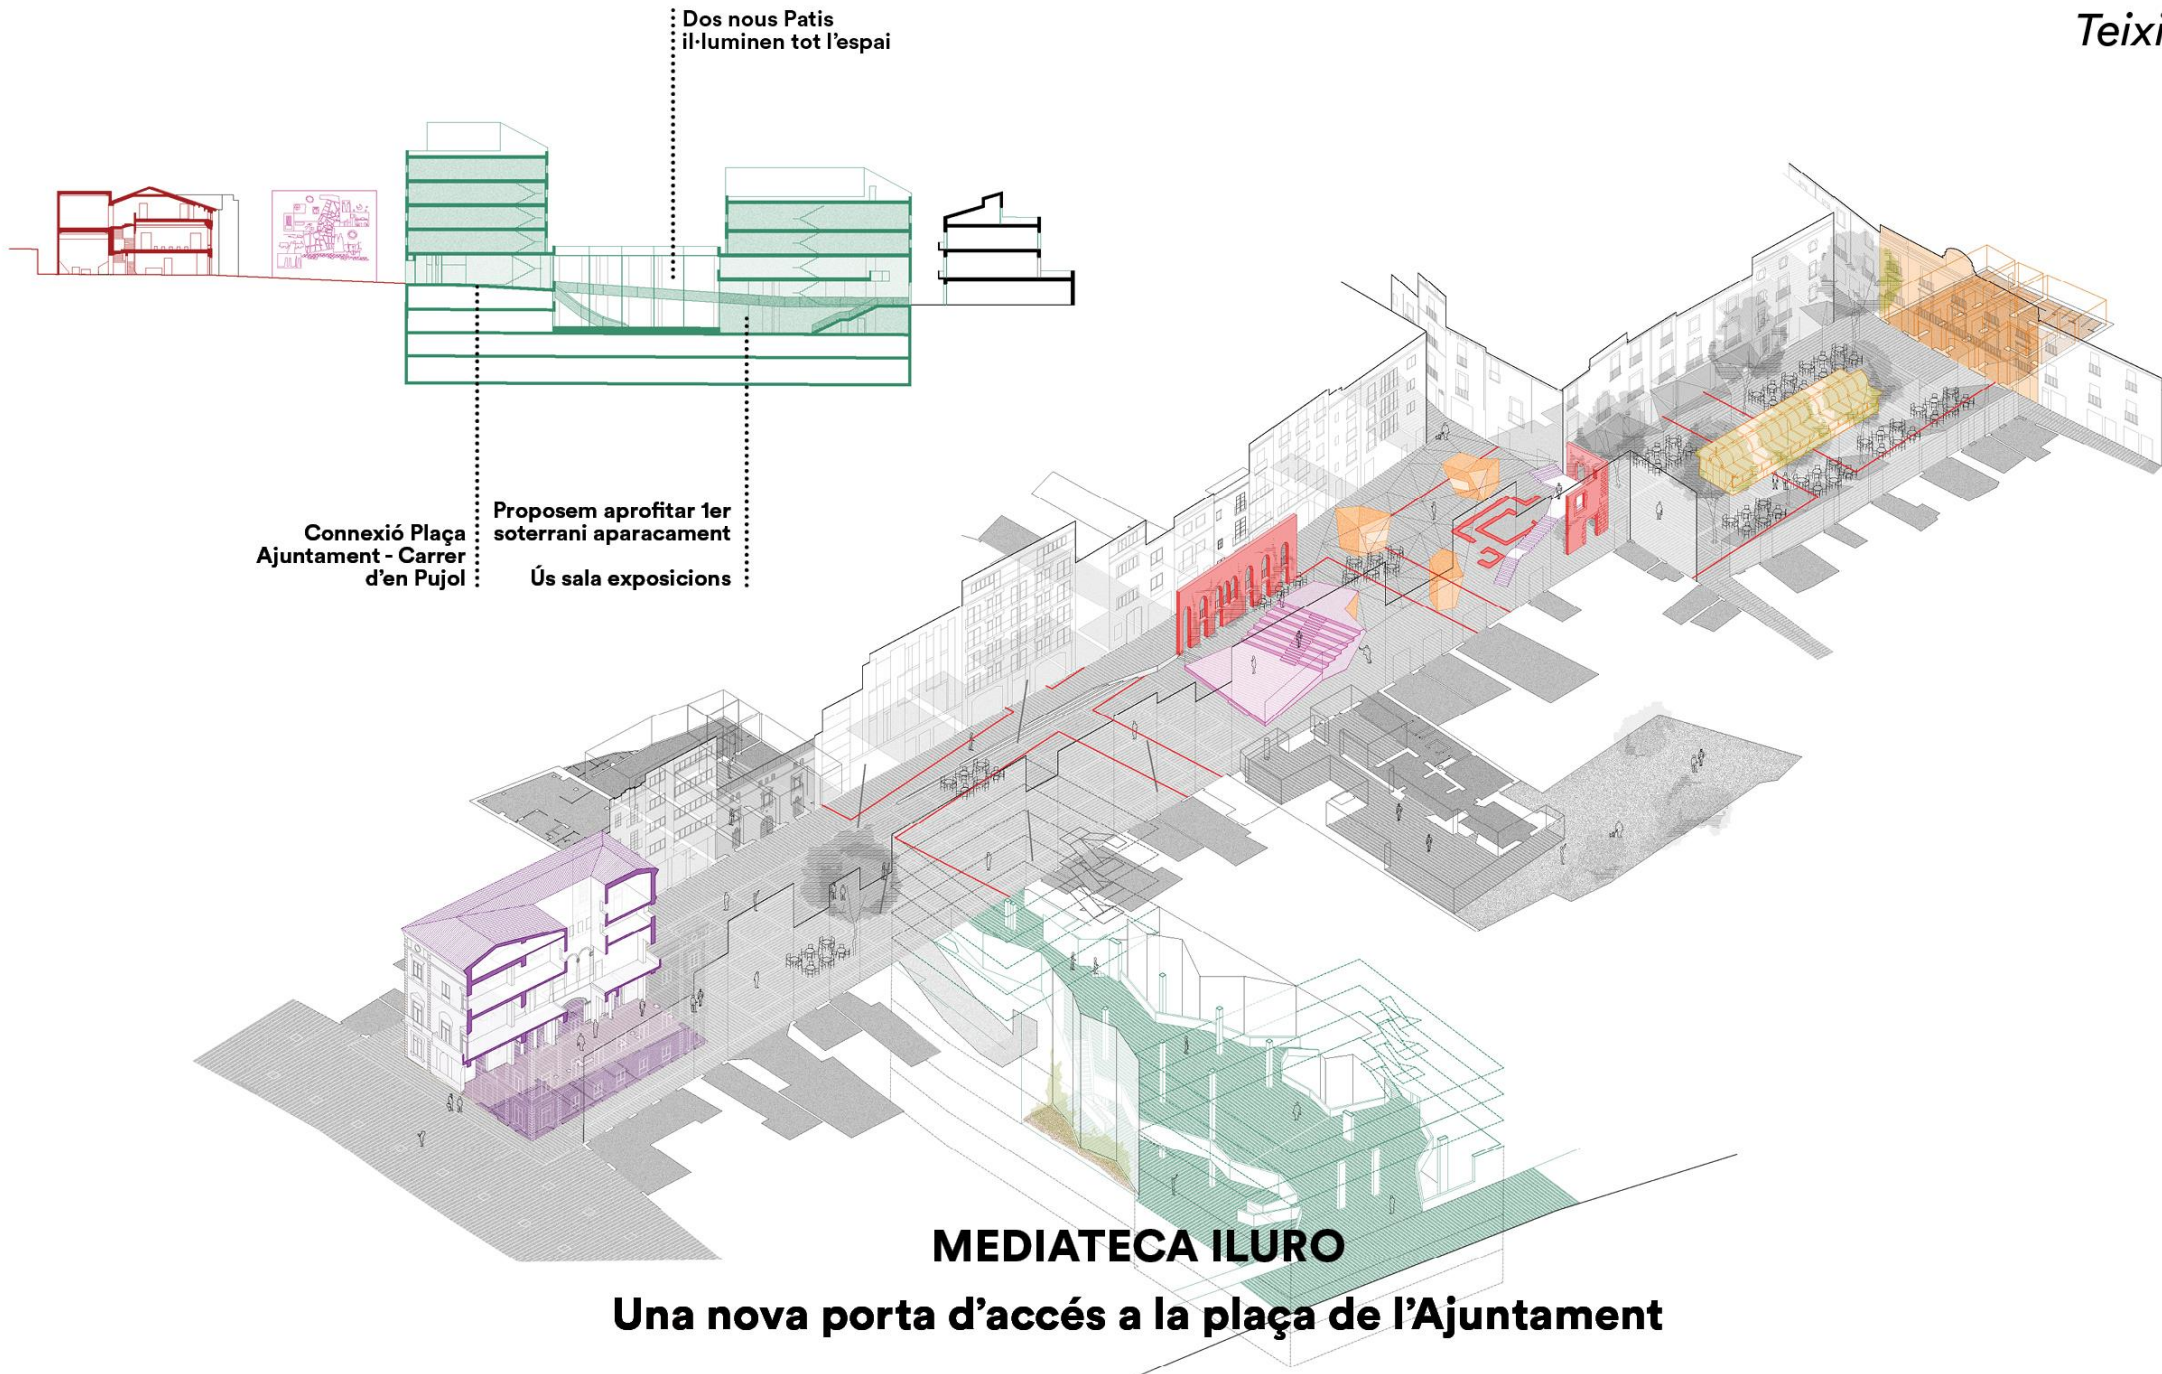 Dos nous Patis
il·luminen tot l'espai
Teixi
Connexió Plaça
Ajuntament - Carrer
d'en Pujol
Proposem aprofitar 1er
soterrani aparacament
Ús sala exposicions
MEDIATECA ILURO
Una nova porta d'accés a la plaça de l'Ajuntament